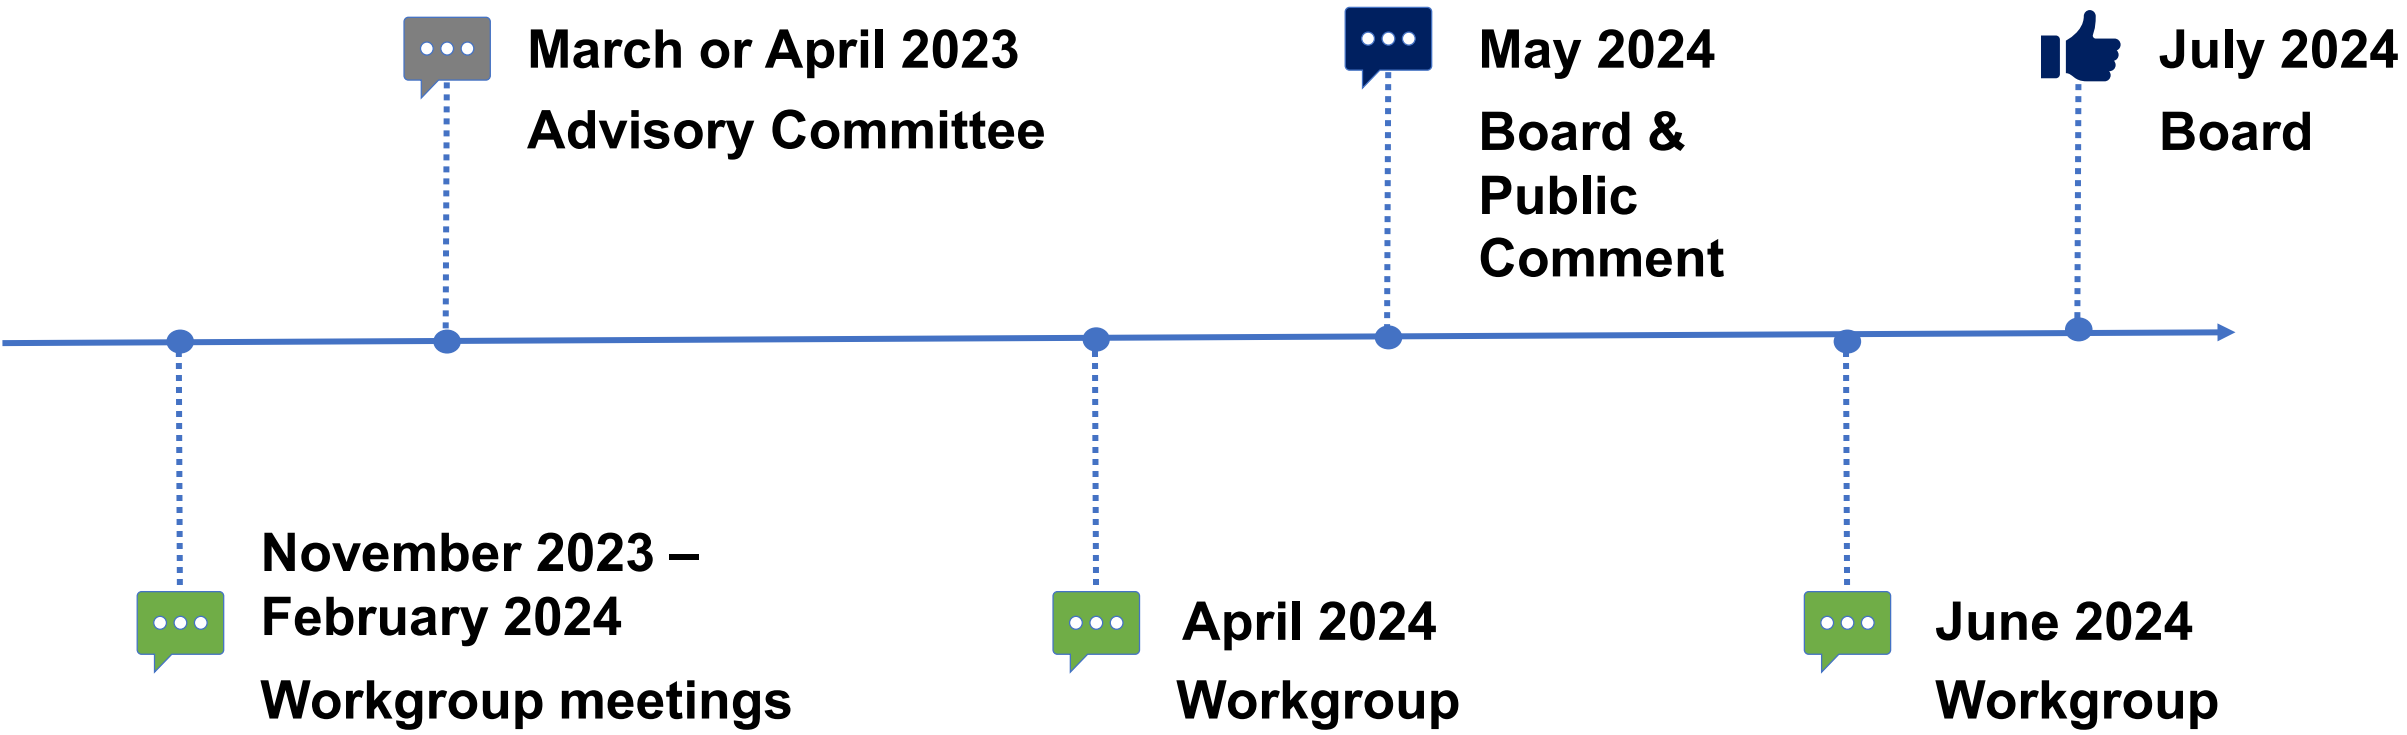 March or April 2023
Advisory Committee
May 2024
Board &
Public
Comment
July 2024
Board
November 2023 –
February 2024
Workgroup meetings
April 2024
Workgroup
June 2024
Workgroup